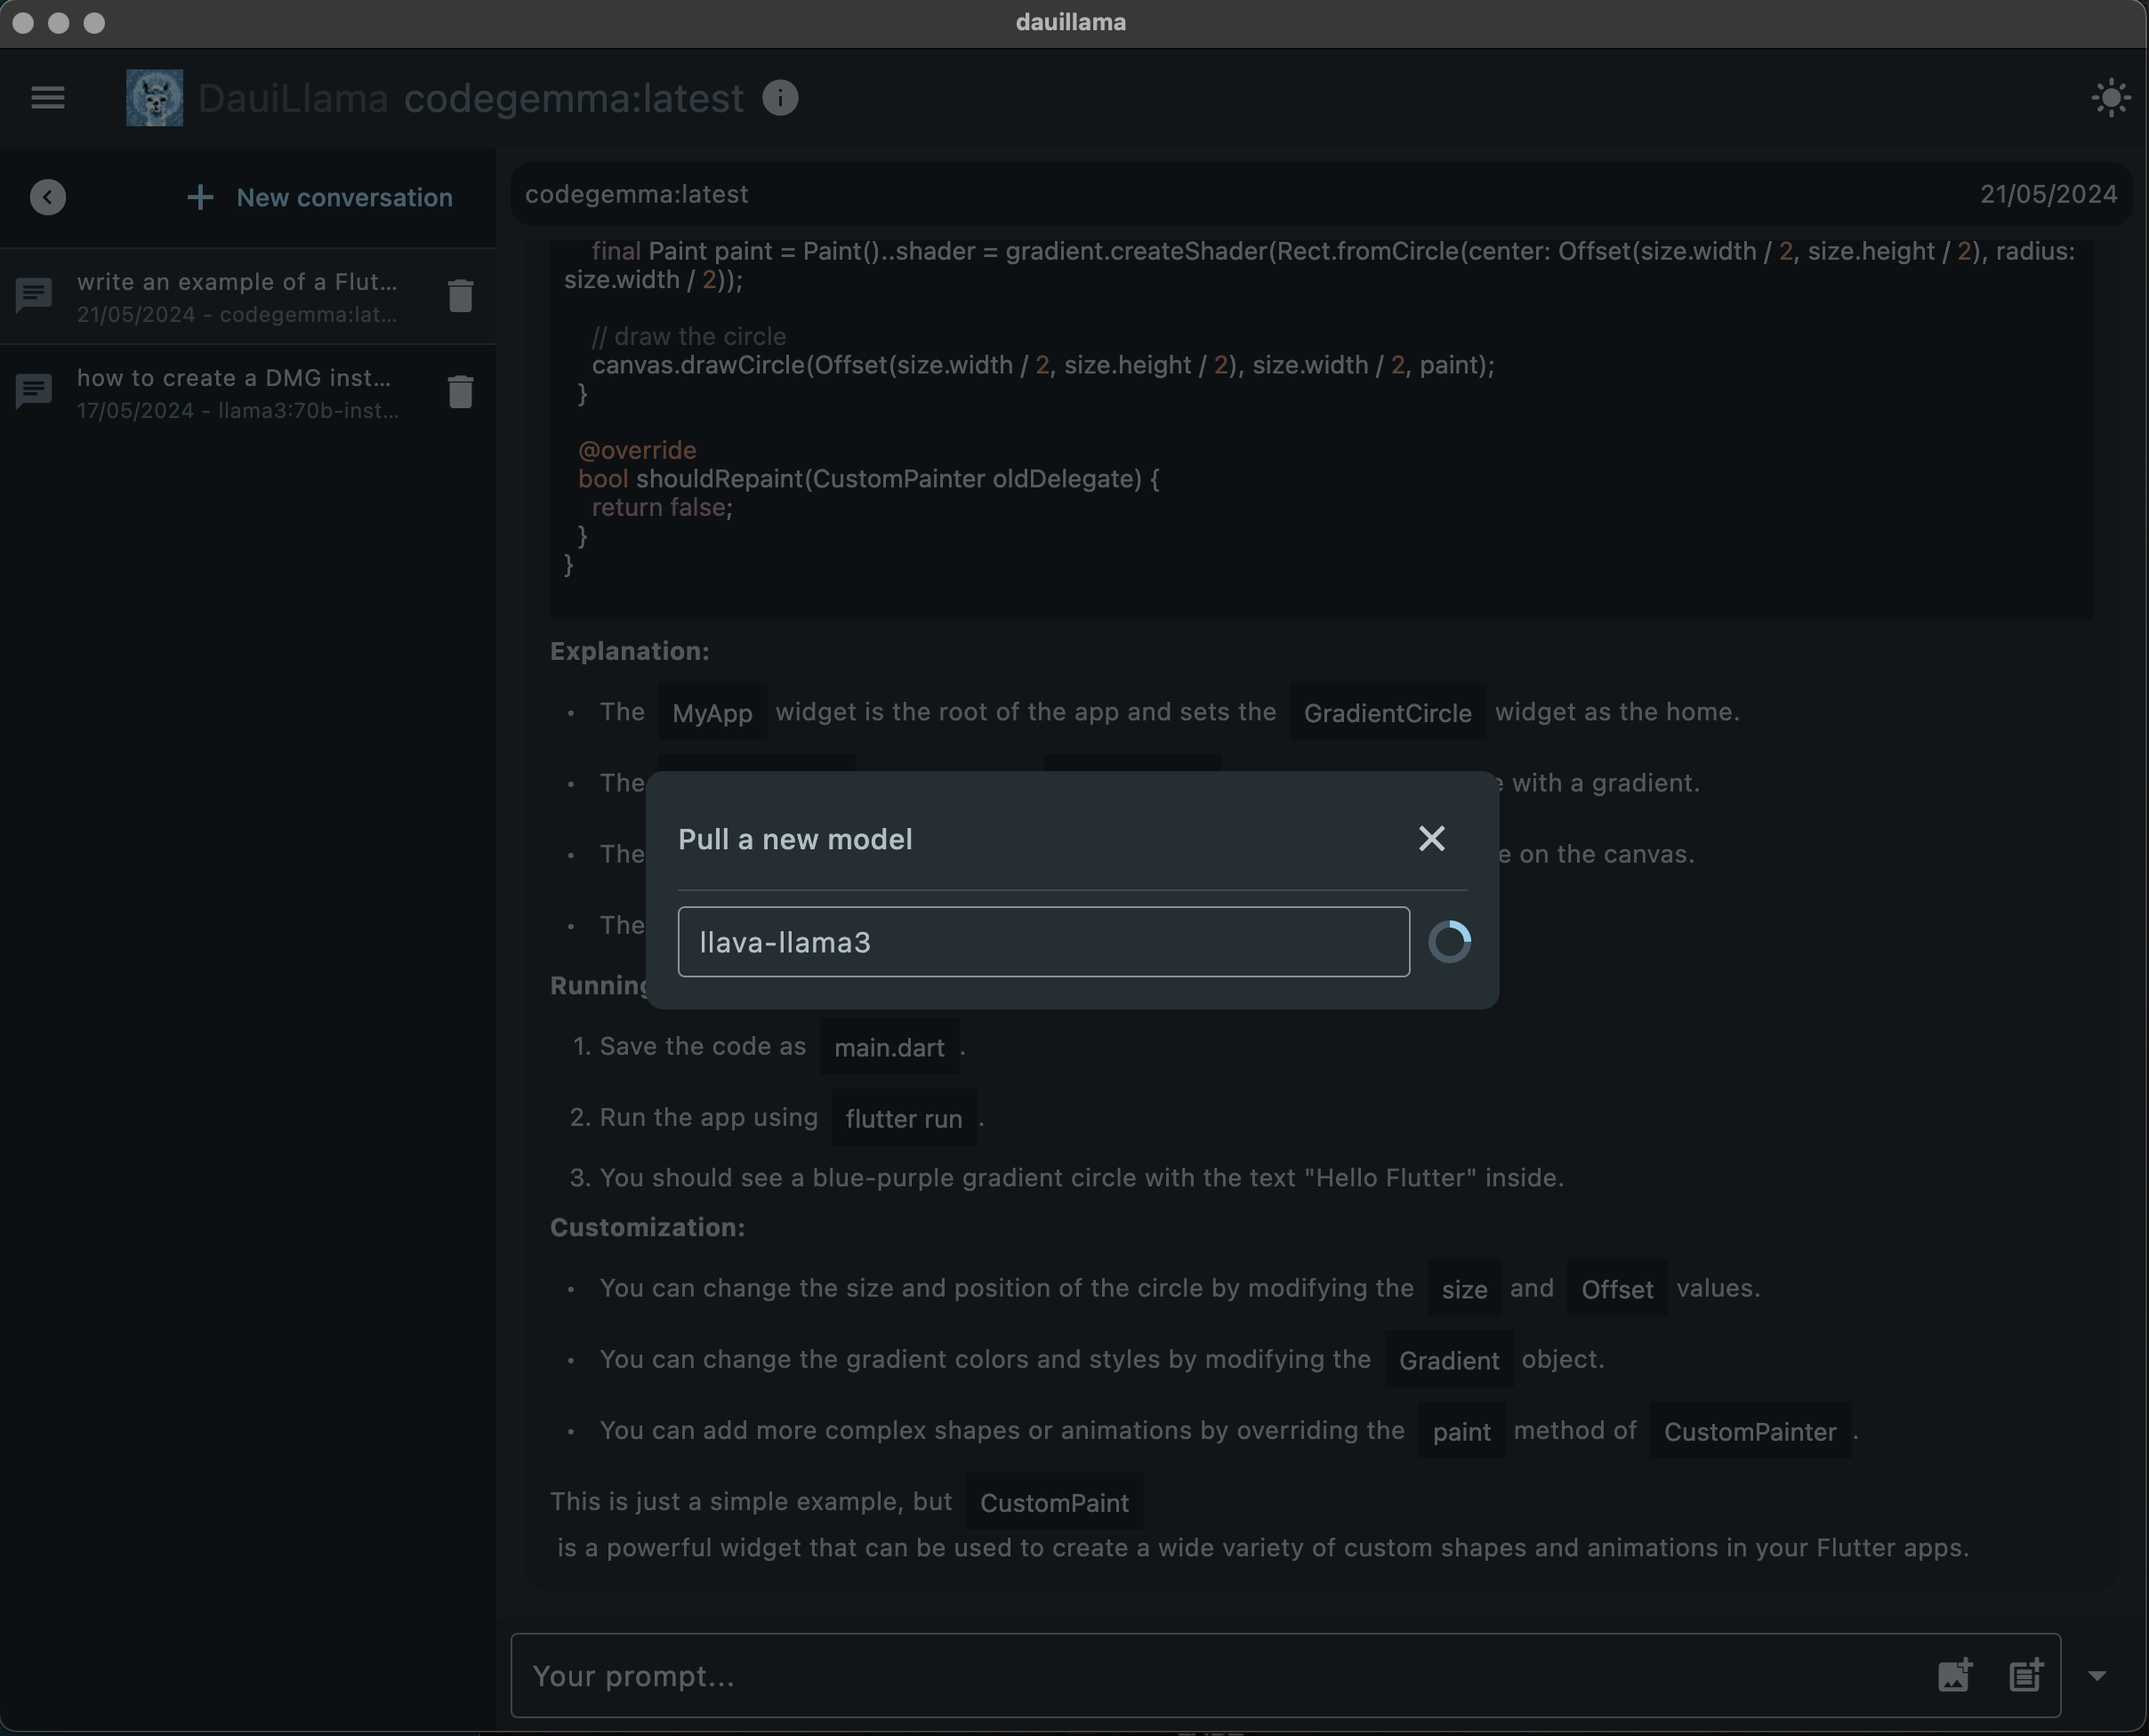 dauillama
DauiLlama codegemma:latest
New conversation
write an example of a Flut...
21/05/2024 - codegemma:lat...
how to create a DMG inst...
17/05/2024 - llama3:70b-inst...
codegemma:latest 21/05/2024
final Paint paint = Paint()..shader = gradient.createShader(Rect.fromCircle(center: Offset(size.width / 2, size.height / 2), radius:
size.width / 2));
// draw the circle
canvas.drawCircle(Offset(size.width / 2, size.height / 2), size.width / 2, paint);
}
@override
bool shouldRepaint(CustomPainter oldDelegate) {
return false;
}
}
Explanation:
• The MyApp widget is the root of the app and sets the GradientCircle widget as the home.
• The with a gradient.
• The on the canvas.
• The
Running
Pull a new model
llava-llama3
1. Save the code as main.dart .
2. Run the app using flutter run .
3. You should see a blue-purple gradient circle with the text "Hello Flutter" inside.
Customization:
• You can change the size and position of the circle by modifying the size and Offset values.
• You can change the gradient colors and styles by modifying the Gradient object.
• You can add more complex shapes or animations by overriding the paint method of CustomPainter .
This is just a simple example, but CustomPaint
is a powerful widget that can be used to create a wide variety of custom shapes and animations in your Flutter apps.
Your prompt...